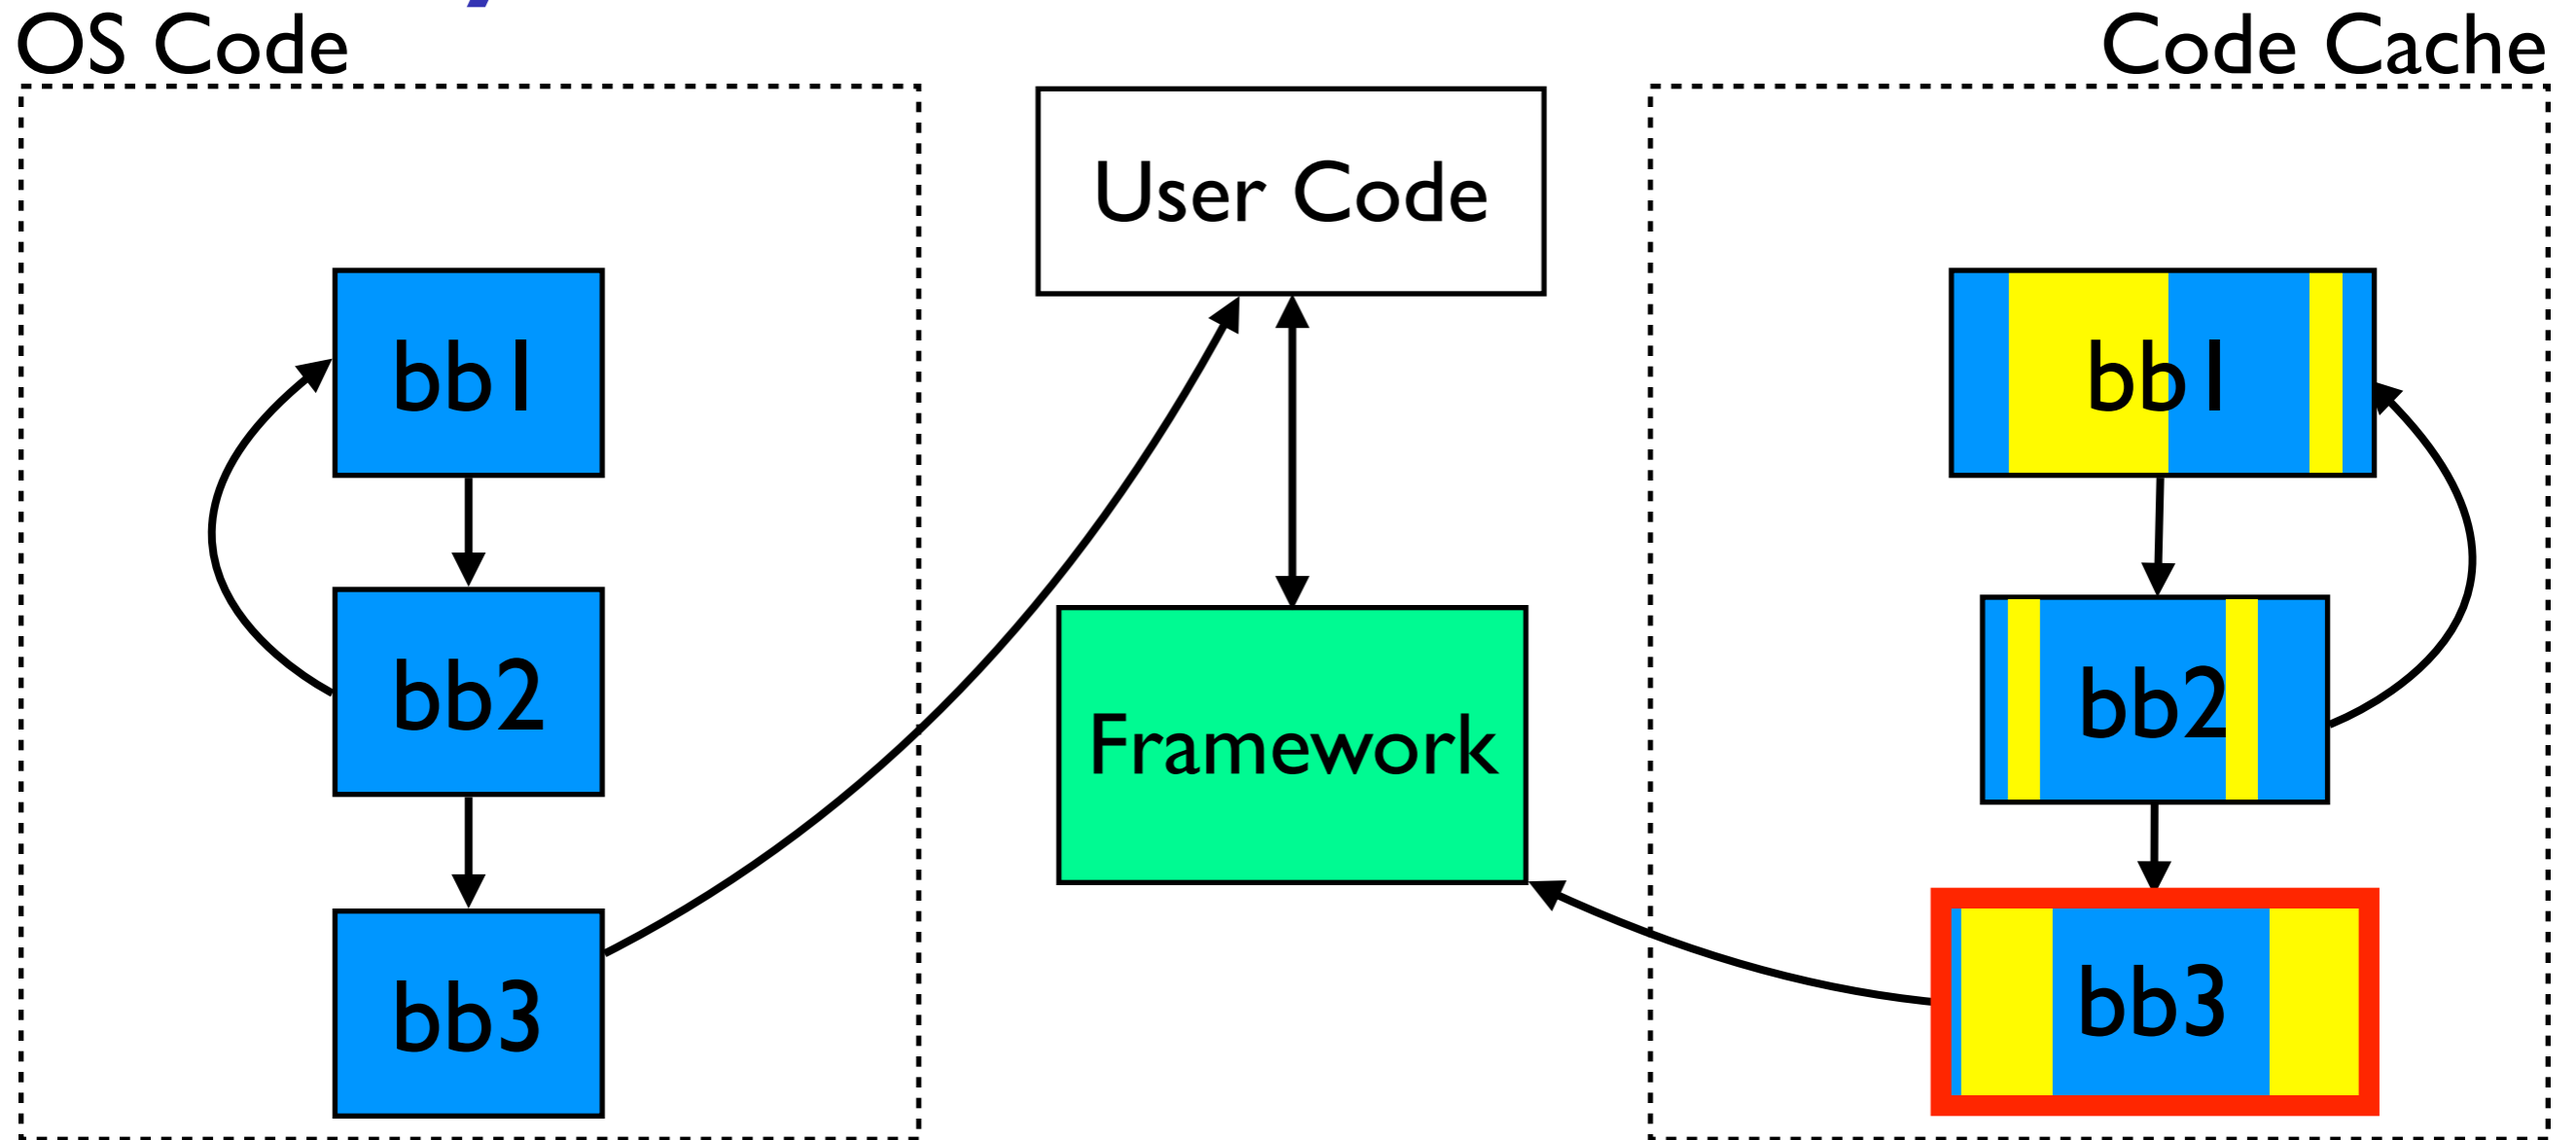 OS Code
Code Cache
User Code
bb1
bb1
bb2
bb2
Framework
bb3
bb3